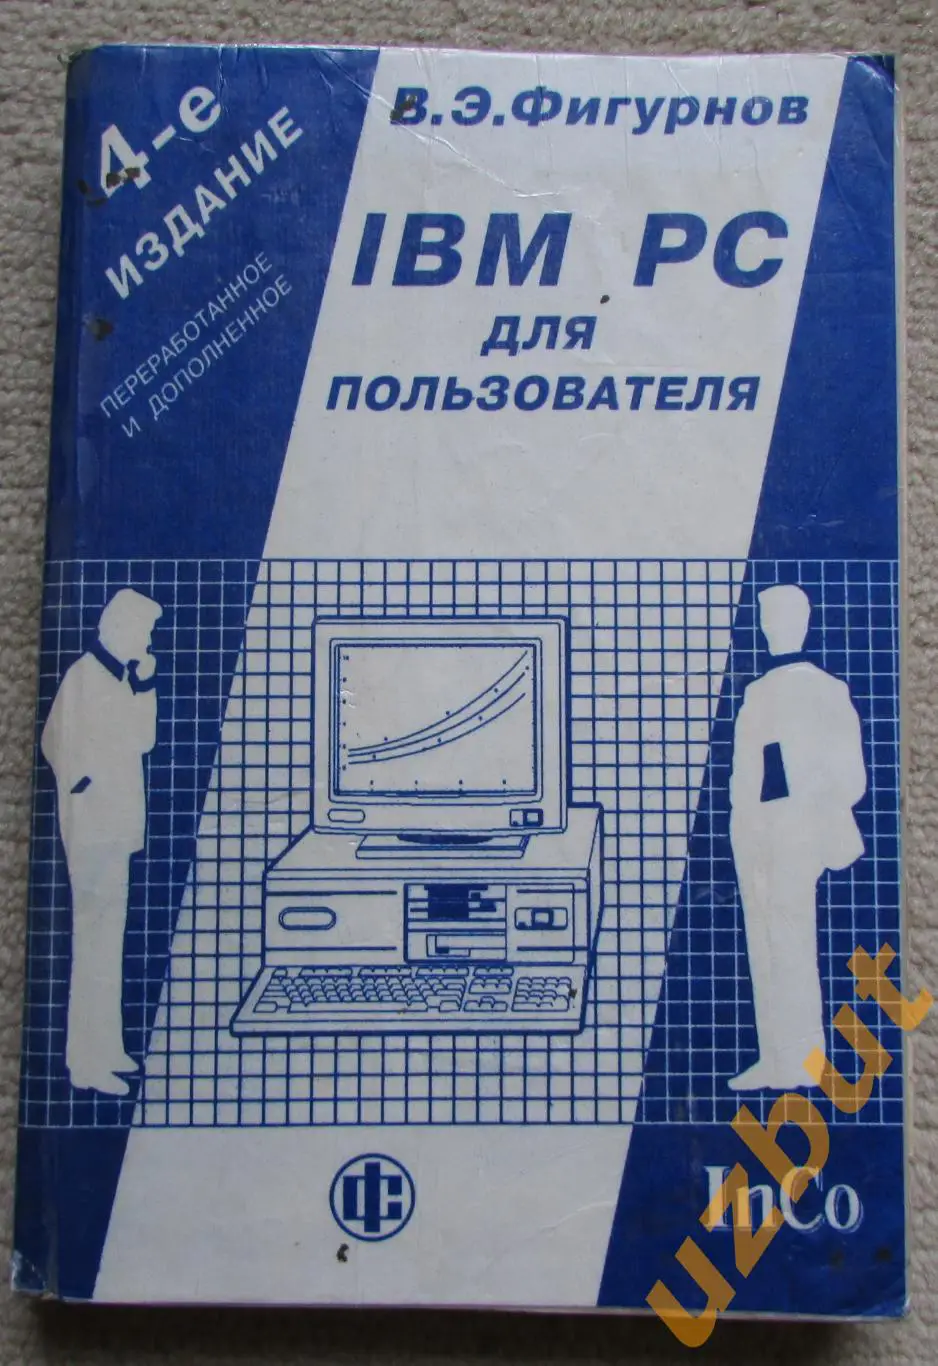 4-е
ИЗДАНИЕ
ПЕРЕРАБОТАННОЕ
И ДОПОЛНЕННОЕ
В.Э.Фигурнов
IBM PC
ДЛЯ
ПОЛЬЗОВАТЕЛЯ
ФС
InCo
uzbut